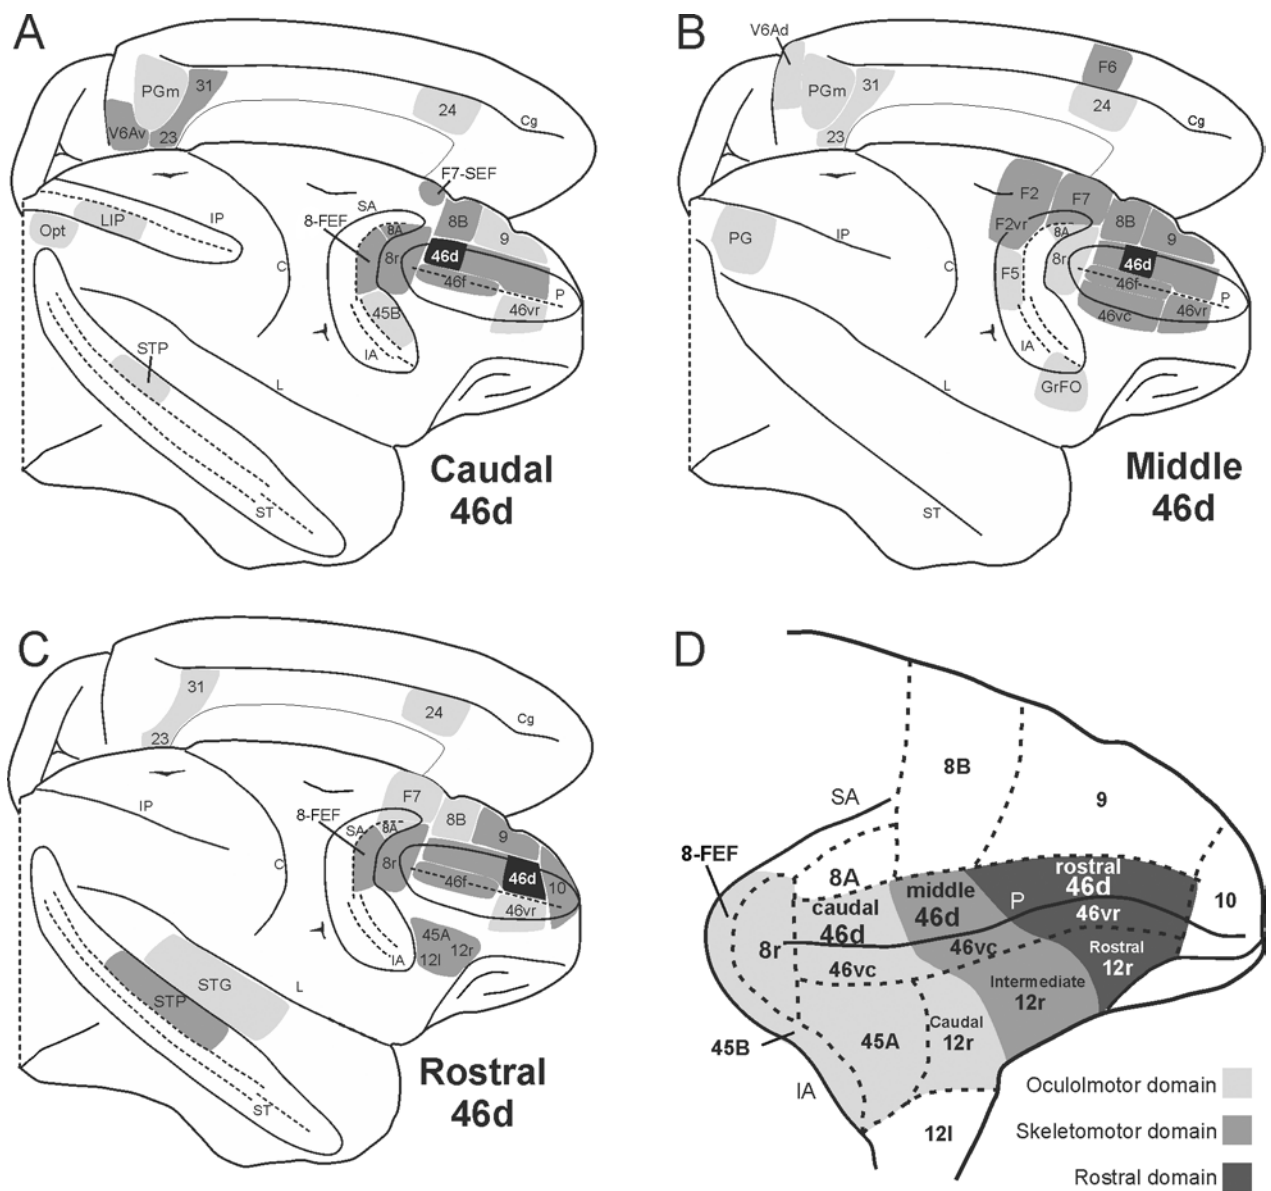 A
PGm
31
24
Cg
V6Av
23
F7-SEF
SA
8-FEF
8B
8A
9
Opt
LIP
IP
C
8r
46d
46f
P
45B
46vr
IA
STP
L
ST
Caudal
46d
B
V6Ad
F6
PGm
31
24
Cg
23
F2
F7
8B
F2vr
8A
9
PG
IP
C
F5
8r
46d
46f
P
46vc
46vr
IA
GrFO
L
ST
Middle
46d
C
31
24
Cg
23
F7
IP
8-FEF
SA
8A
8B
9
C
8r
46f
46d
10
46vr
45A
12r
12l
IA
STG
STP
L
ST
Rostral
46d
D
8B
SA
9
8-FEF
8A
rostral
46d
middle
46d
P
caudal
46d
46vr
10
8r
46vc
46vc
Rostral
12r
Intermediate
12r
45B
45A
Caudal
12r
IA
12l
Oculolmotor domain
Skeletomotor domain
Rostral domain